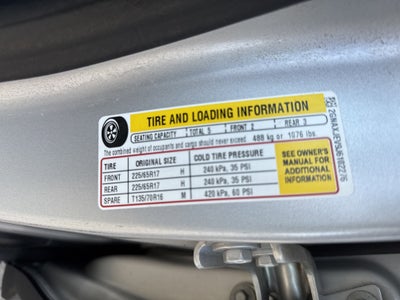 TIRE AND LOADING INFORMATION
SEATING CAPACITY TOTAL 5 FRONT 2 REAR 3
The combined weight of occupants and cargo should never exceed 488 kg or 1076 lbs.
TIRE ORIGINAL SIZE COLD TIRE PRESSURE
FRONT 225/65R17 H 240 kPa, 35 PSI
REAR 225/65R17 H 240 kPa, 35 PSI
SPARE T135/70R16 M 420 kPa, 60 PSI
SEE OWNER'S
MANUAL FOR
ADDITIONAL
INFORMATION